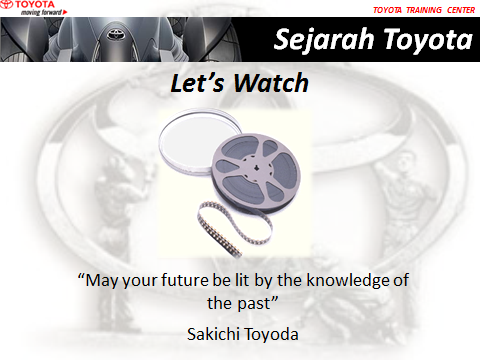 TOYOTA
moving forward
TOYOTA TRAINING CENTER
Sejarah Toyota
Let's Watch
“May your future be lit by the knowledge of
the past”
Sakichi Toyoda